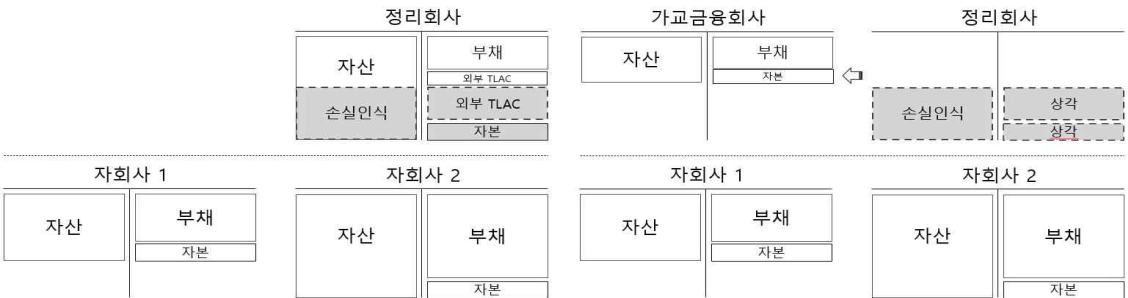 정리회사 가교금융회사 정리회사
자산 부채 자산 부채
외부 TLAC 자본
손실인식 외부 TLAC 손실인식 상각
자본 상각
자회사 1 자회사 2 자회사 1 자회사 2
자산 부채 자산 부채 자산 부채 자산 부채
자본 자본 자본 자본